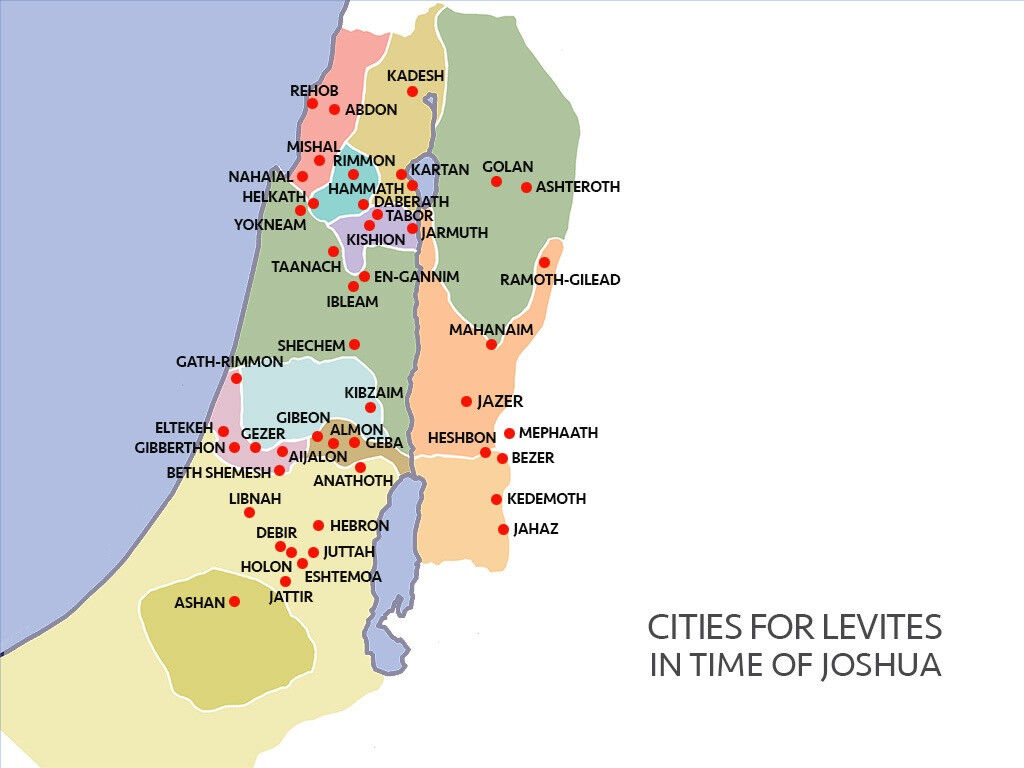 KADESH
REHOB
ABDON
MISHAL
RIMMON
KARTAN
GOLAN
NAHAIAL
HAMMATH
ASHTEROTH
HELKATH
DABERATH
TABOR
YOKNEAM
JARMUTH
KISHION
TAANACH
EN-GANNIM
RAMOTH-GILEAD
IBLEAM
MAHANAIM
SHECHEM
GATH-RIMMON
KIBZAIM
JAZER
GIBEON
ELTEKEH
GEZER
ALMON
MEPHAATH
GIBBERTHON
GEBA
HESHBON
AIJALON
BEZER
BETH SHEMESH
ANATHOTH
LIBNAH
KEDEMOTH
HEBRON
JAHAZ
DEBIR
JUTTAH
HOLON
ESHTEMOA
JATTIR
ASHAN
CITIES FOR LEVITES
IN TIME OF JOSHUA